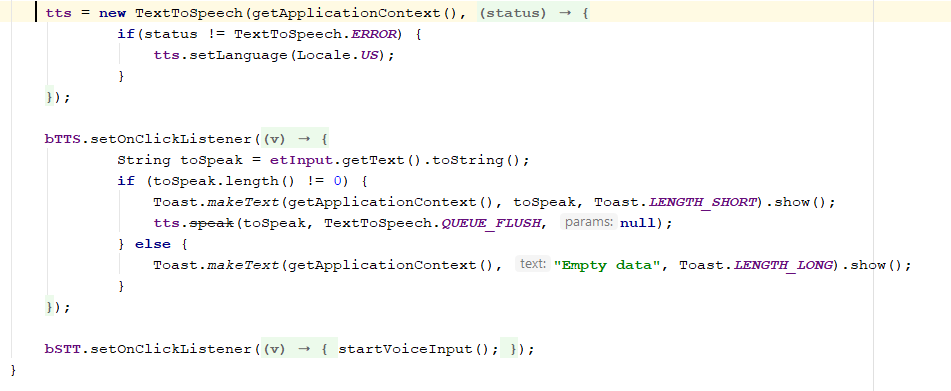 tts = new TextToSpeech(getApplicationContext(), (status) → {
if(status != TextToSpeech.ERROR) {
tts.setLanguage(Locale.US);
}
});
bTTS.setOnClickListener((v) → {
String toSpeak = etInput.getText().toString();
if (toSpeak.length() != 0) {
Toast.makeText(getApplicationContext(), toSpeak, Toast.LENGTH_SHORT).show();
tts.speak(toSpeak, TextToSpeech.QUEUE_FLUSH, params: null);
} else {
Toast.makeText(getApplicationContext(), text: "Empty data", Toast.LENGTH_LONG).show();
}
});
bSTT.setOnClickListener((v) → { startVoiceInput(); });
}